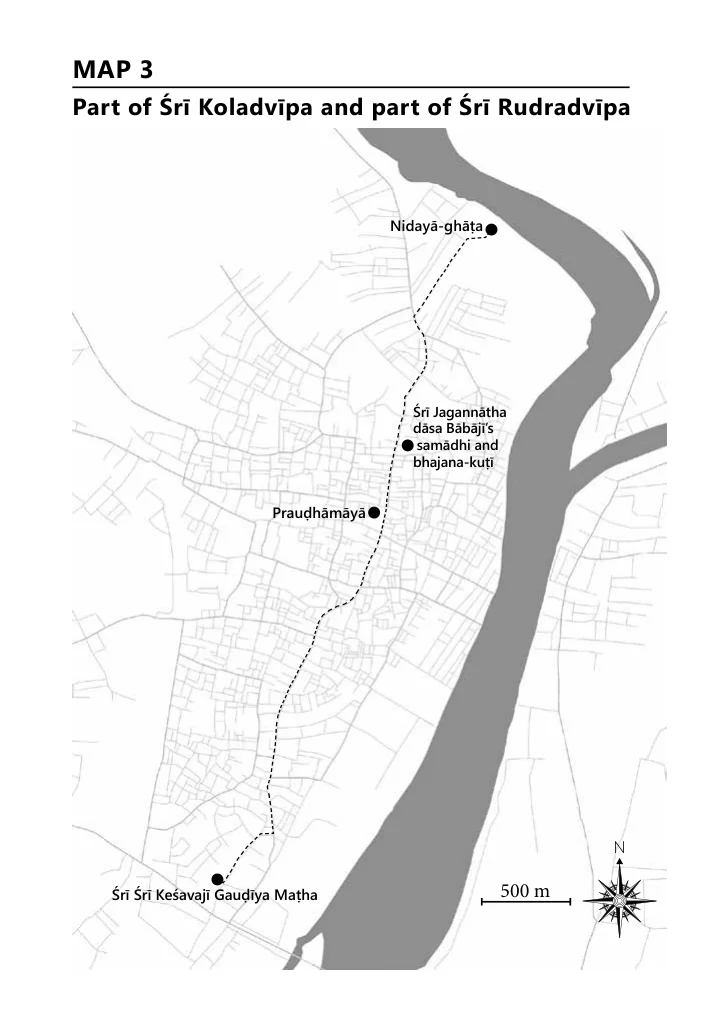 MAP 3
Part of Śrī Koladvīpa and part of Śrī Rudradvīpa
Nidayā-ghāṭa
Śrī Jagannātha
dāsa Bābājī’s
samādhi and
bhajana-kuṭī
Prauḍhāmāyā
N
500 m
Śrī Śrī Keśavajī Gauḍīya Maṭha